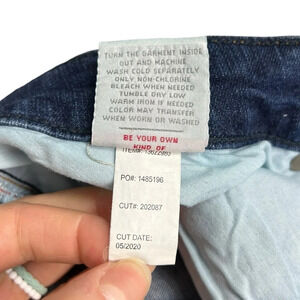 TURN THE GARMENT INSIDE
OUT AND MACHINE
WASH COLD SEPARATELY
ONLY NON-CHLORINE
BLEACH WHEN NEEDED
TUMBLE DRY LOW
WARM IRON IF NEEDED
COLOR MAY TRANSFER
WHEN WORN OR WASHED
BE YOUR OWN
KIND OF
ITEM#:
PO#: 1485196
CUT#: 202087
CUT DATE:
05/2020